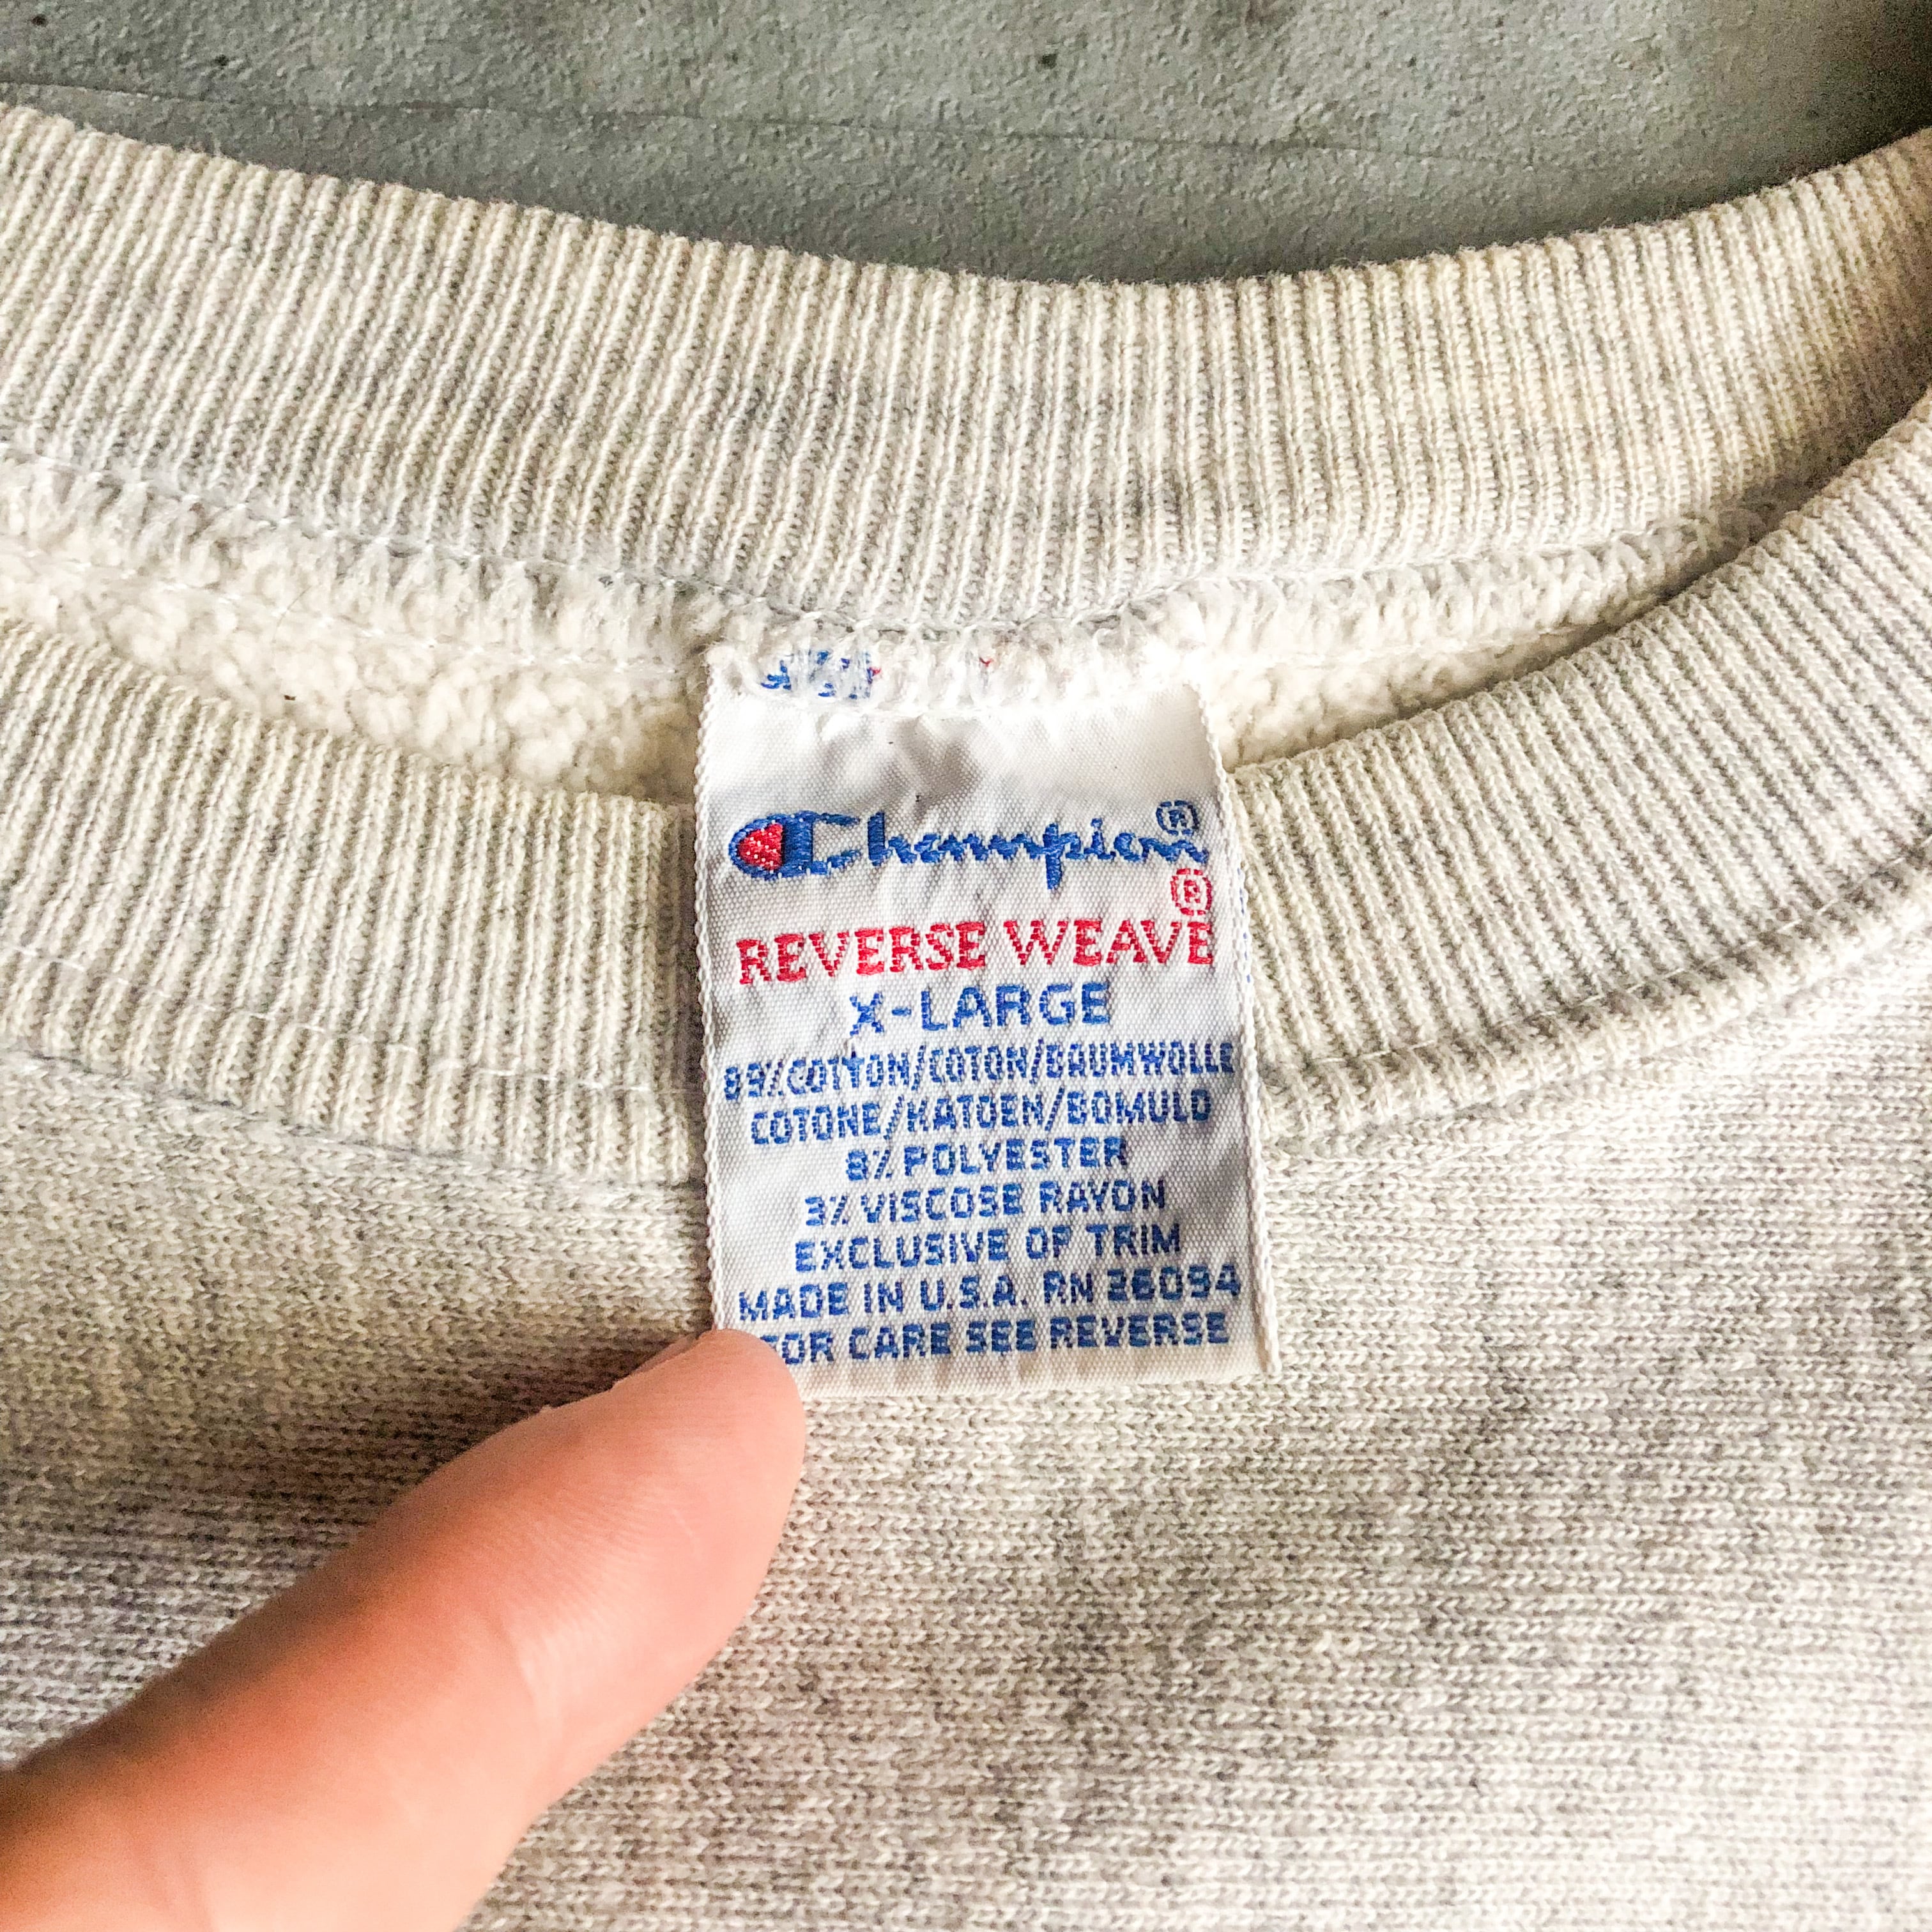 Champion®
REVERSE WEAVE®
X-LARGE
89% COTTON/COTON/BAUMWOLLE
COTONE/KATOEN/BOMULD
8% POLYESTER
3% VISCOSE RAYON
EXCLUSIVE OF TRIM
MADE IN U.S.A. RN 26094
FOR CARE SEE REVERSE